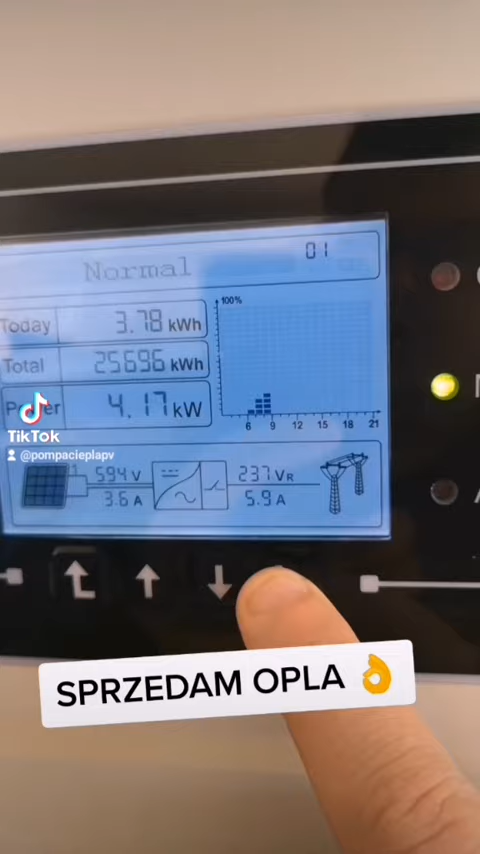 Normal
01
Today 3.78 kWh
Total 25696 kWh
Power 4.17 kW
100%
6 9 12 15 18 21
594 V
3.6 A
237 VR
5.9 A
TikTok
@pompacieplapv
SPRZEDAM OPLA 👌